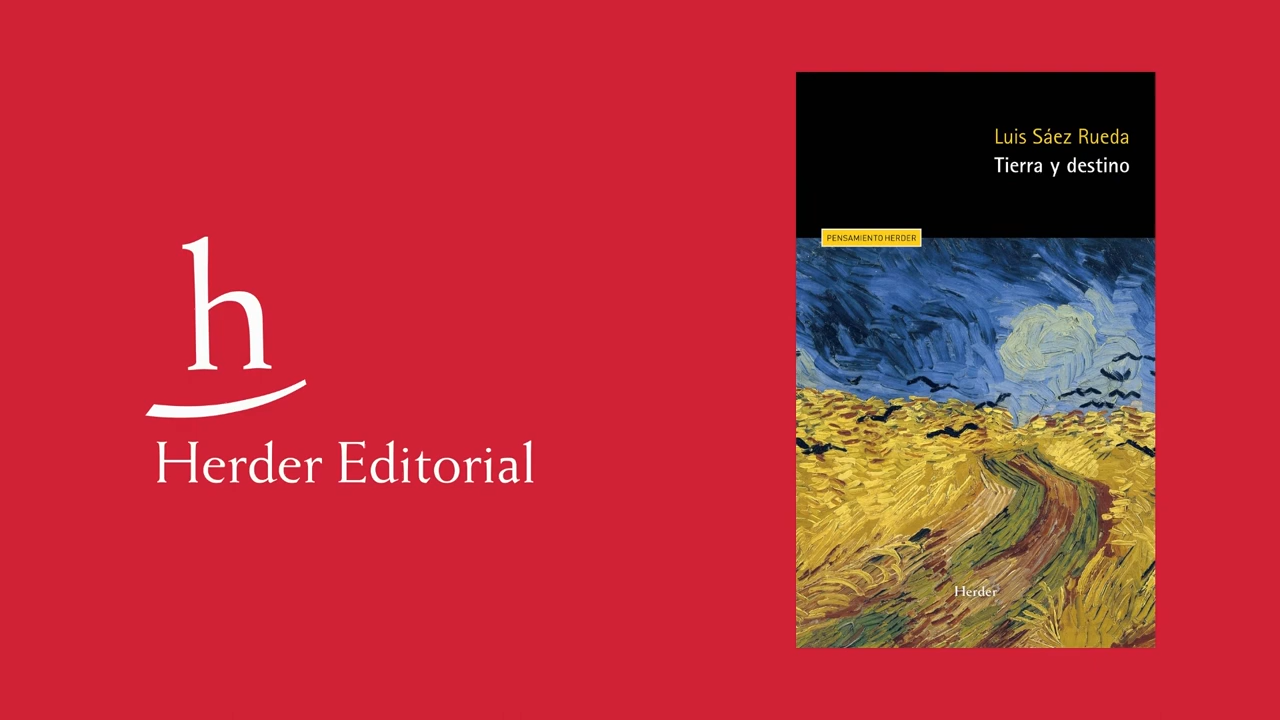 h
Herder Editorial
Luis Sáez Rueda
Tierra y destino
PENSAMIENTO HERDER
Herder